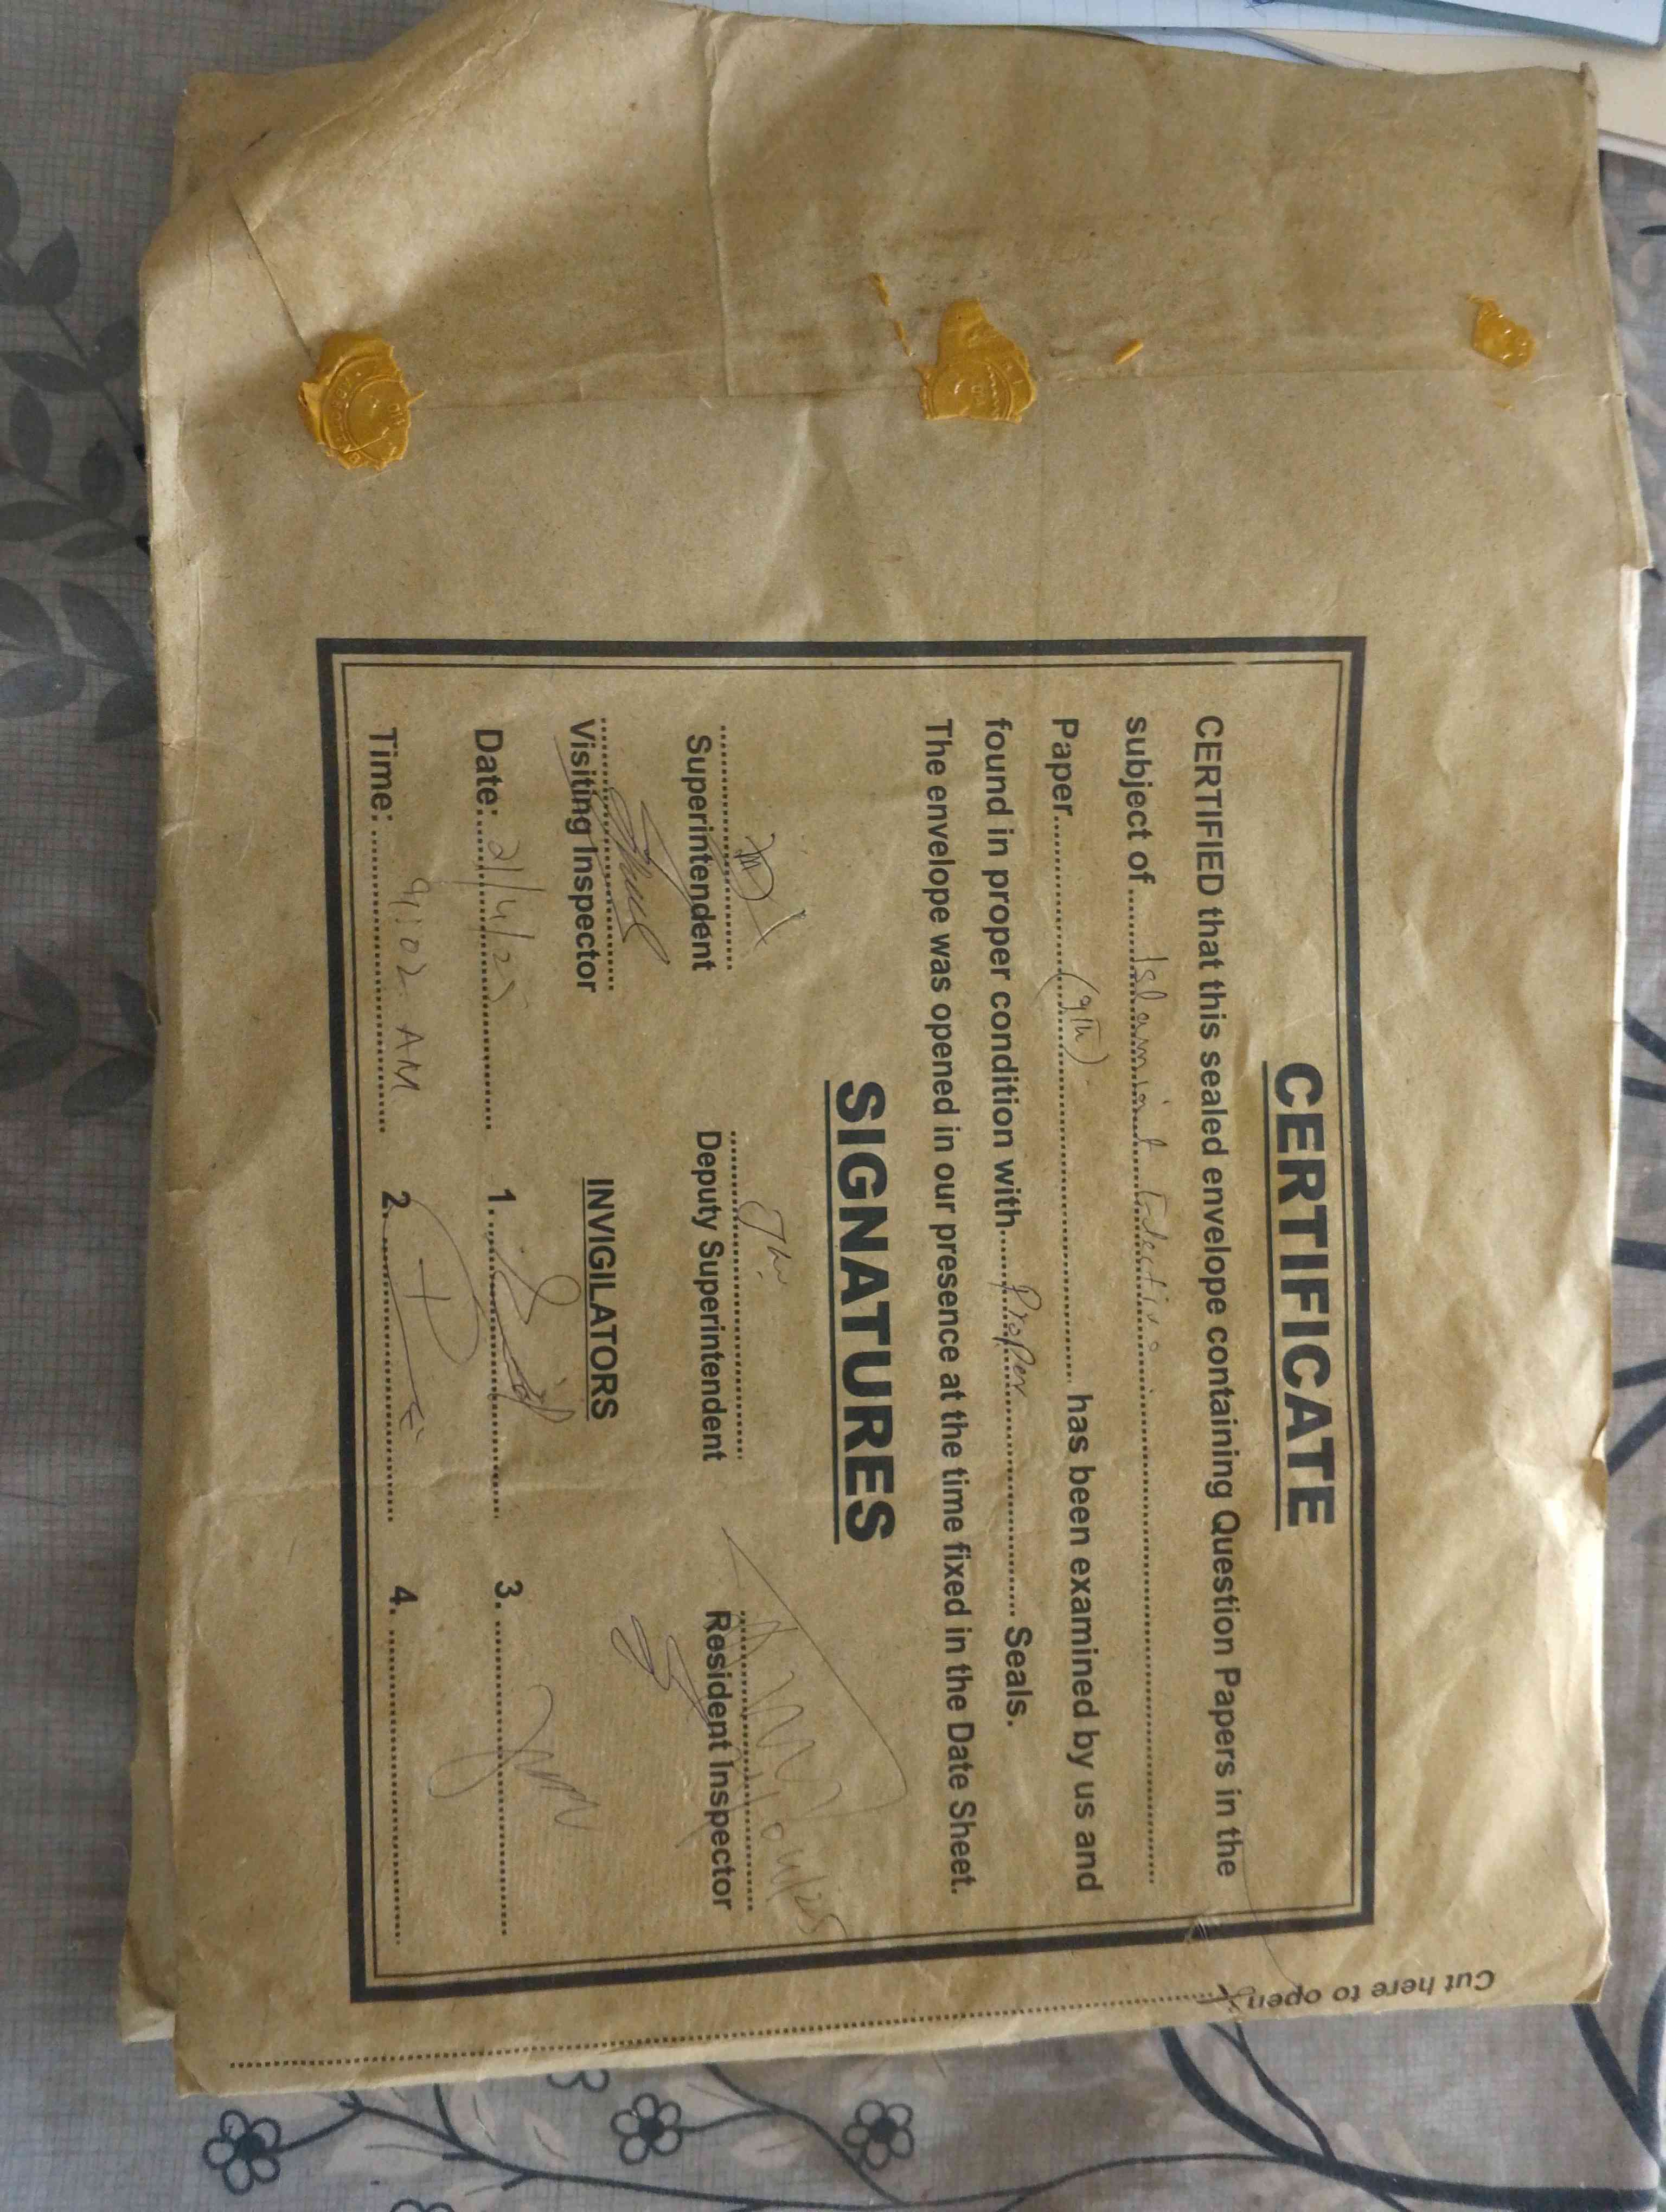 CERTIFICATE
CERTIFIED that this sealed envelope containing Question Papers in the
subject of ...... Islamiat Elective ......
Paper ...... (9th) ...... has been examined by us and
found in proper condition with ...... Proper ...... Seals.
The envelope was opened in our presence at the time fixed in the Date Sheet.
SIGNATURES
Superintendent Deputy Superintendent Resident Inspector
Visiting Inspector INVIGILATORS
Date: 21/4/25 1. 3.
Time: 9:02 AM 2. 4.
Cut here to open